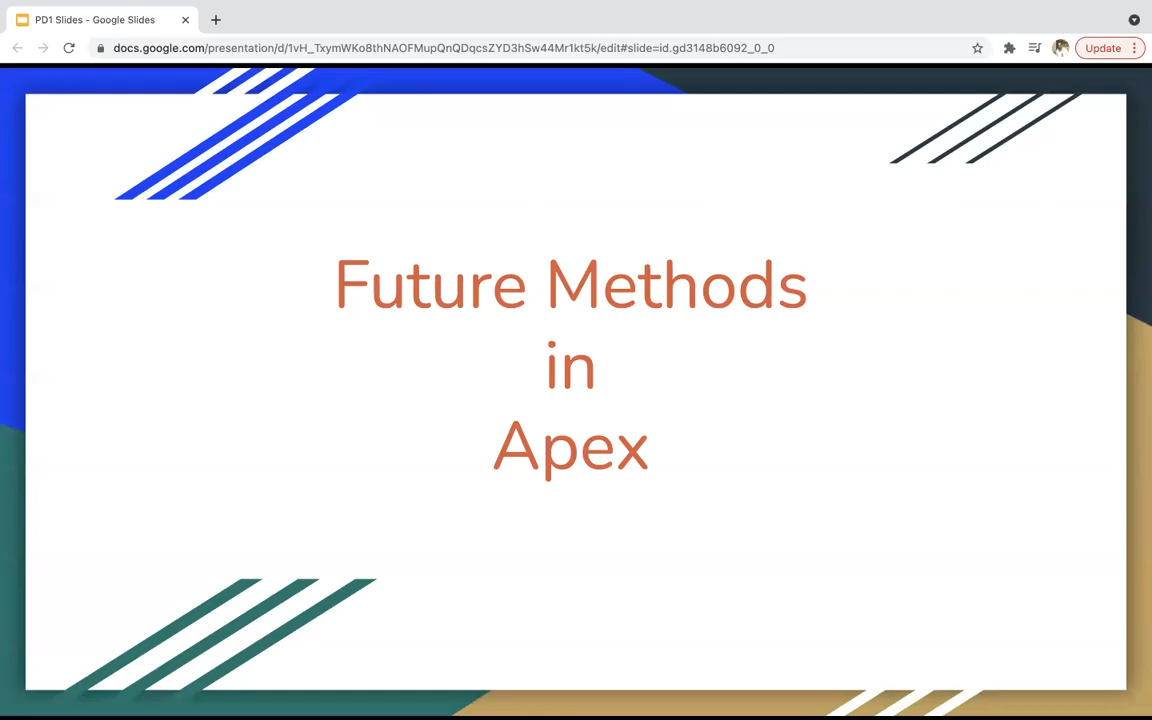 PD1 Slides - Google Slides
docs.google.com/presentation/d/1vH_TxymWKo8thNAOFMupQnQDqcsZYD3hSw44Mr1kt5k/edit#slide=id.gd3148b6092_0_0
Update
Future Methods
in
Apex